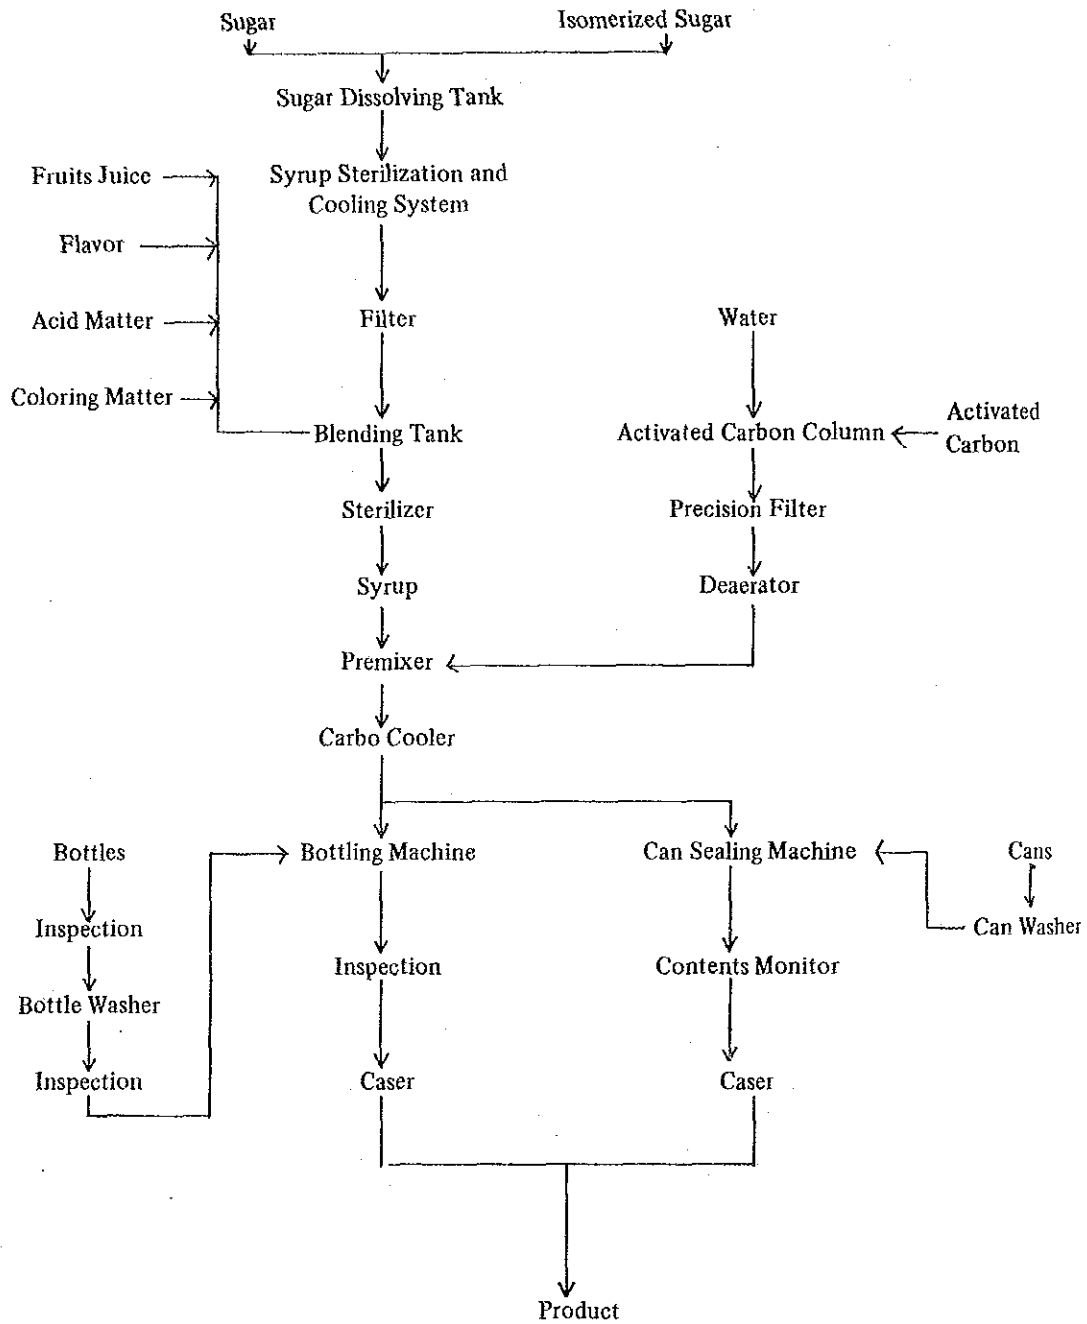 Sugar
Isomerized Sugar
Sugar Dissolving Tank
Fruits Juice
Syrup Sterilization and
Cooling System
Flavor
Acid Matter
Filter
Water
Coloring Matter
Blending Tank
Activated Carbon Column
Activated
Carbon
Sterilizer
Precision Filter
Syrup
Deaerator
Premixer
Carbo Cooler
Bottles
Bottling Machine
Can Sealing Machine
Cans
Inspection
Can Washer
Inspection
Contents Monitor
Bottle Washer
Inspection
Caser
Caser
Product